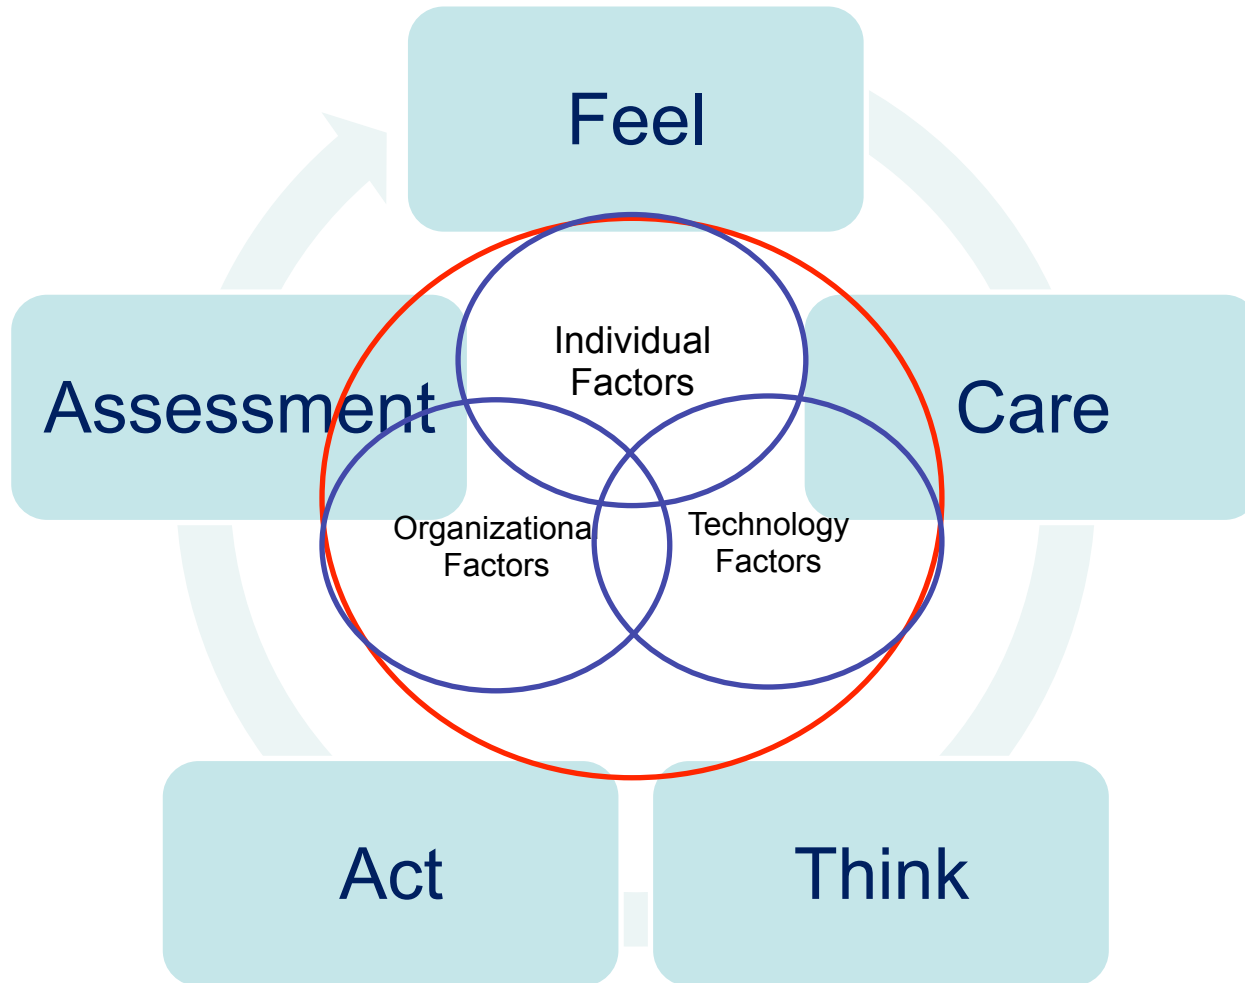 Feel
Individual
Factors
Assessment
Care
Organizationa
Factors
Technology
Factors
Act
Think